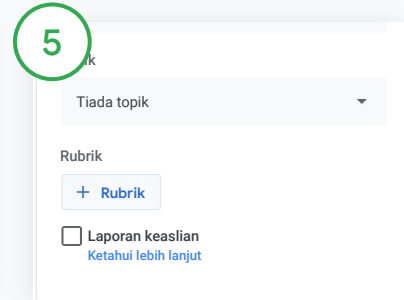 5
Tiada topik
Rubrik
+ Rubrik
Laporan keaslian
Ketahui lebih lanjut